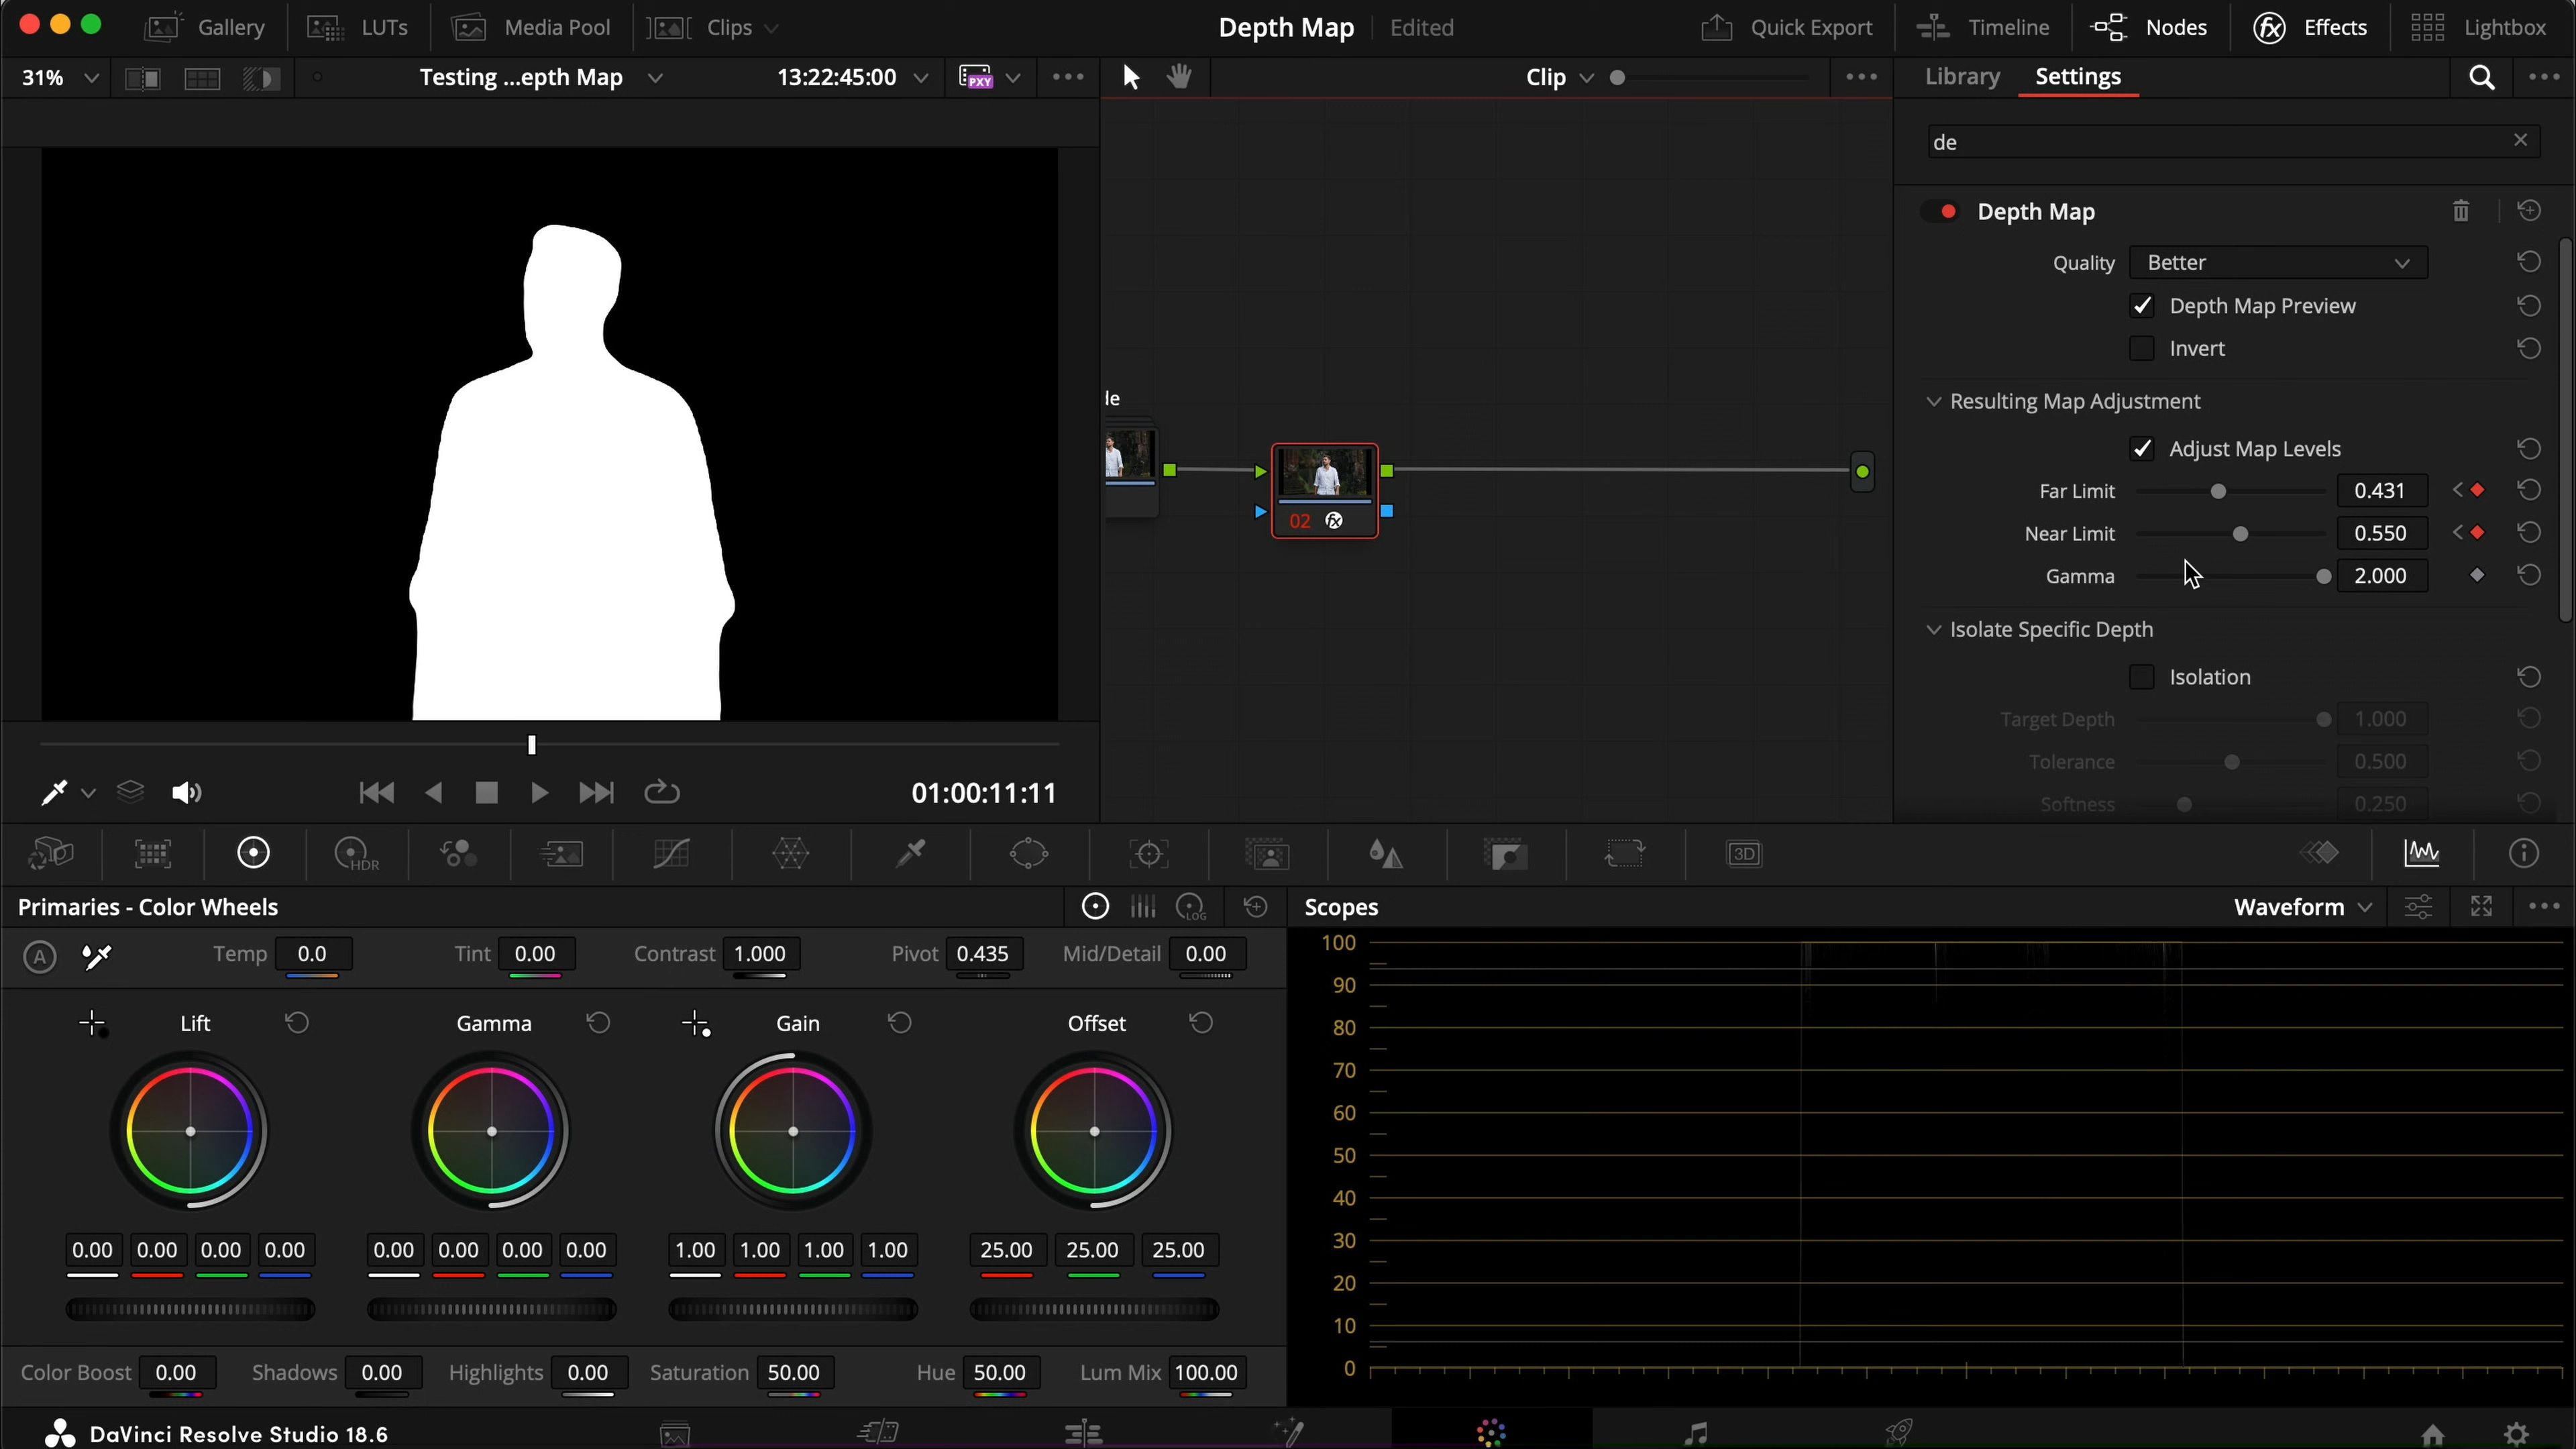 Gallery LUTs Media Pool Clips Depth Map Edited Quick Export Timeline Nodes fx Effects Lightbox
31% Testing ...epth Map 13:22:45:00 PXY Clip Library Settings
de
Depth Map
Quality Better
Depth Map Preview
Invert
de
Resulting Map Adjustment
Adjust Map Levels
Far Limit 0.431
02 fx
Near Limit 0.550
Gamma 2.000
Isolate Specific Depth
Isolation
Target Depth 1.000
Tolerance 0.500
Softness 0.250
01:00:11:11
HDR 3D
Primaries - Color Wheels LOG
A Temp 0.0 Tint 0.00 Contrast 1.000 Pivot 0.435 Mid/Detail 0.00
Lift Gamma Gain Offset
0.00 0.00 0.00 0.00 0.00 0.00 0.00 0.00 1.00 1.00 1.00 1.00 25.00 25.00 25.00
Color Boost 0.00 Shadows 0.00 Highlights 0.00 Saturation 50.00 Hue 50.00 Lum Mix 100.00
Scopes Waveform
100
90
80
70
60
50
40
30
20
10
0
DaVinci Resolve Studio 18.6